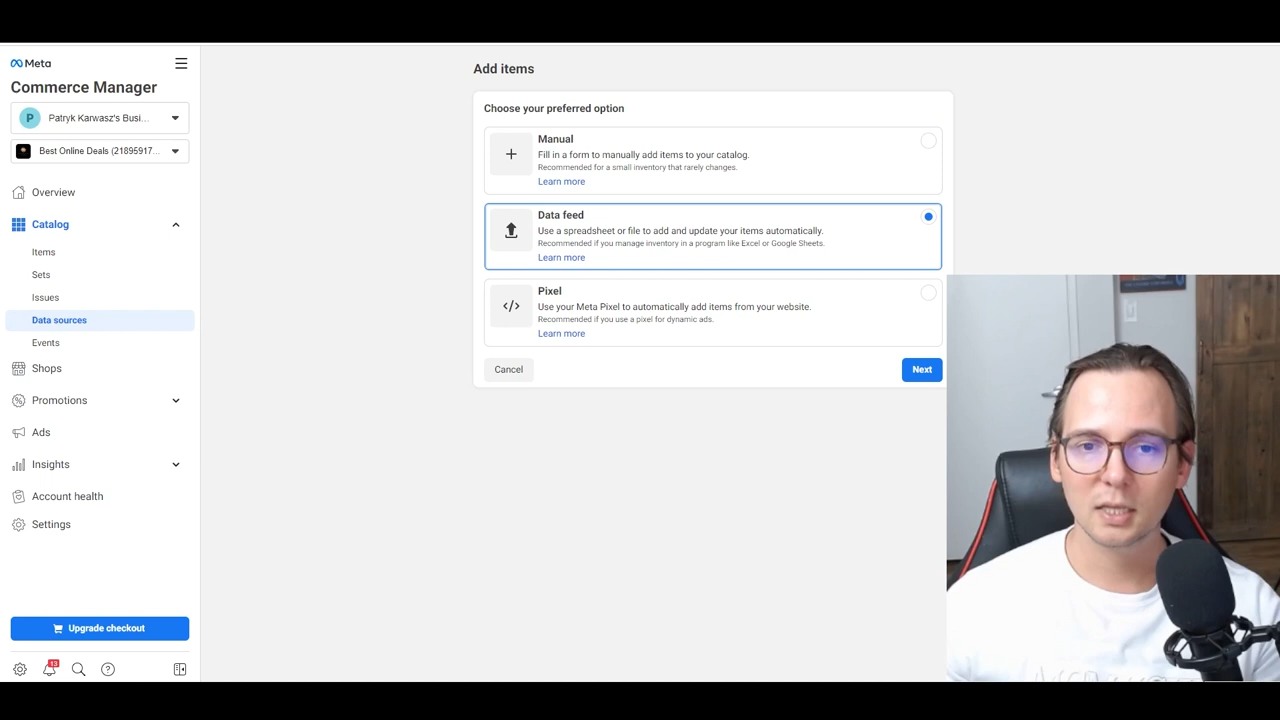 Meta
Commerce Manager
P
Patryk Karwasz's Busi...
Best Online Deals (21895917...
Overview
Catalog
Items
Sets
Issues
Data sources
Events
Shops
Promotions
Ads
Insights
Account health
Settings
Upgrade checkout
13
Add items
Choose your preferred option
Manual
Fill in a form to manually add items to your catalog.
Recommended for a small inventory that rarely changes.
Learn more
Data feed
Use a spreadsheet or file to add and update your items automatically.
Recommended if you manage inventory in a program like Excel or Google Sheets.
Learn more
Pixel
Use your Meta Pixel to automatically add items from your website.
Recommended if you use a pixel for dynamic ads.
Learn more
Cancel
Next